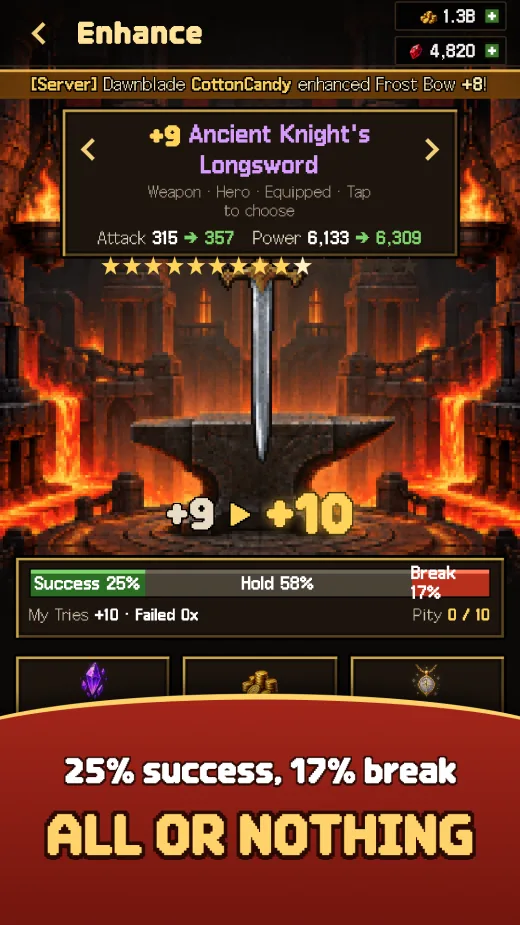 Enhance
1.3B
4,820
[Server] Dawnblade CottonCandy enhanced Frost Bow +8!
+9 Ancient Knight's
Longsword
Weapon · Hero · Equipped · Tap
to choose
Attack 315 → 357 Power 6,133 → 6,309
+9 ▶ +10
Success 25% Hold 58% Break
17%
My Tries +10 · Failed 0x Pity 0 / 10
25% success, 17% break
ALL OR NOTHING